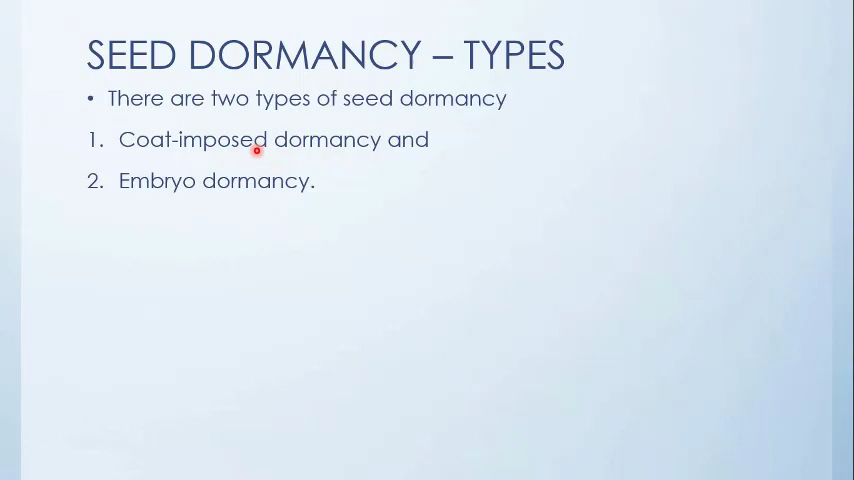 SEED DORMANCY – TYPES
• There are two types of seed dormancy
1. Coat-imposed dormancy and
2. Embryo dormancy.